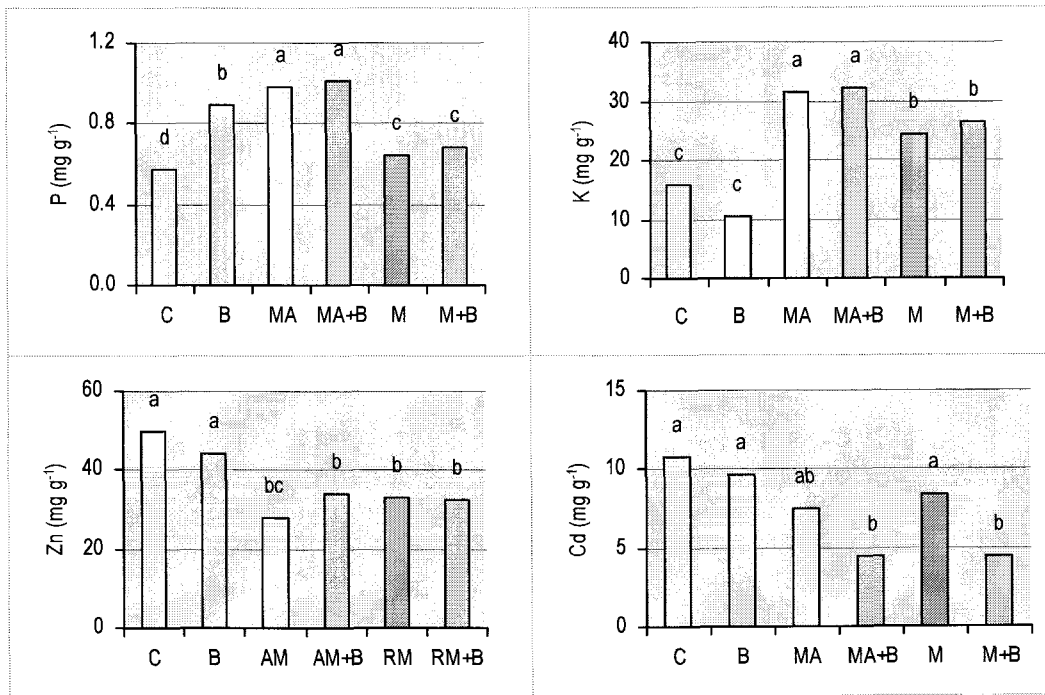 P (mg g⁻¹)
1.2
0.8
0.4
0.0
d
b
a
a
c
c
C B MA MA+B M M+B
K (mg g⁻¹)
40
30
20
10
0
c
c
a
a
b
b
C B MA MA+B M M+B
Zn (mg g⁻¹)
60
40
20
0
a
a
bc
b
b
b
C B AM AM+B RM RM+B
Cd (mg g⁻¹)
15
10
5
0
a
a
ab
b
a
b
C B MA MA+B M M+B